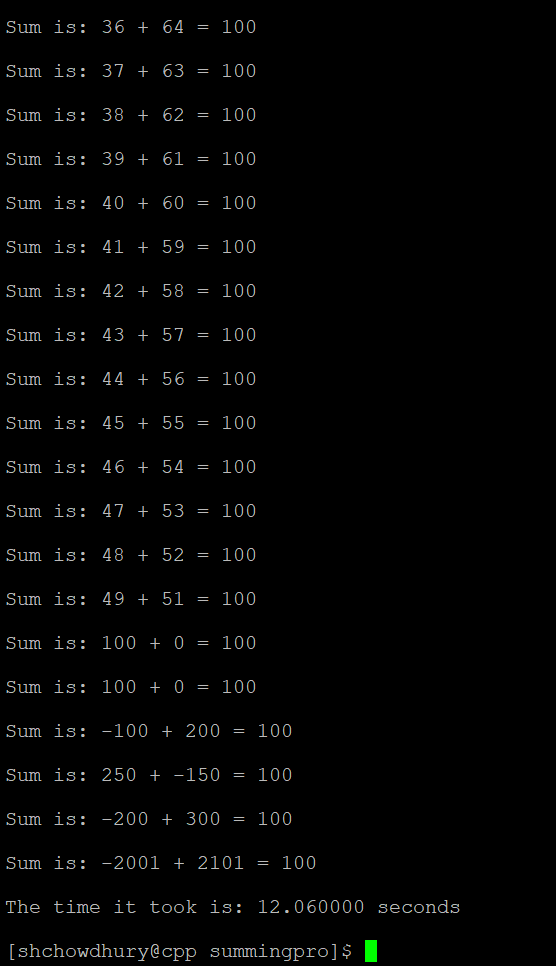 Sum is: 36 + 64 = 100
Sum is: 37 + 63 = 100
Sum is: 38 + 62 = 100
Sum is: 39 + 61 = 100
Sum is: 40 + 60 = 100
Sum is: 41 + 59 = 100
Sum is: 42 + 58 = 100
Sum is: 43 + 57 = 100
Sum is: 44 + 56 = 100
Sum is: 45 + 55 = 100
Sum is: 46 + 54 = 100
Sum is: 47 + 53 = 100
Sum is: 48 + 52 = 100
Sum is: 49 + 51 = 100
Sum is: 100 + 0 = 100
Sum is: 100 + 0 = 100
Sum is: -100 + 200 = 100
Sum is: 250 + -150 = 100
Sum is: -200 + 300 = 100
Sum is: -2001 + 2101 = 100
The time it took is: 12.060000 seconds
[shchowdhury@cpp summingpro]$